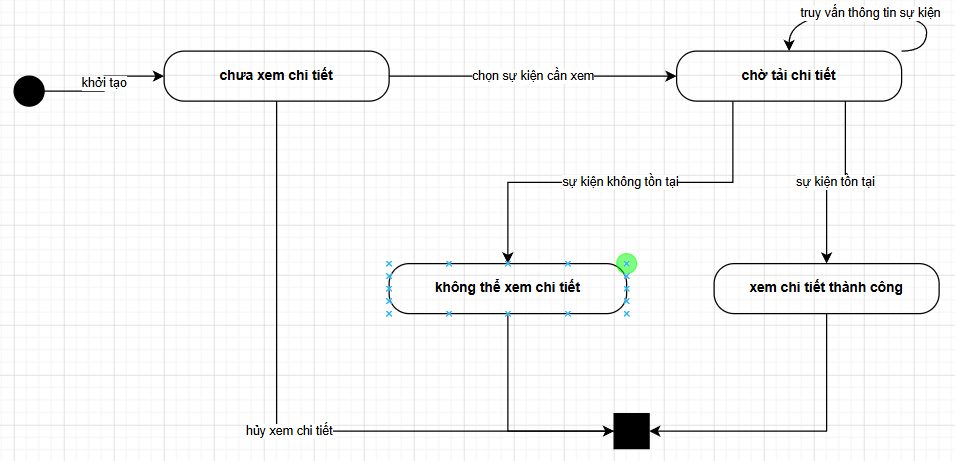 truy vấn thông tin sự kiện
khởi tạo
chưa xem chi tiết
chọn sự kiện cần xem
chờ tải chi tiết
sự kiện không tồn tại
sự kiện tồn tại
không thể xem chi tiết
xem chi tiết thành công
hủy xem chi tiết